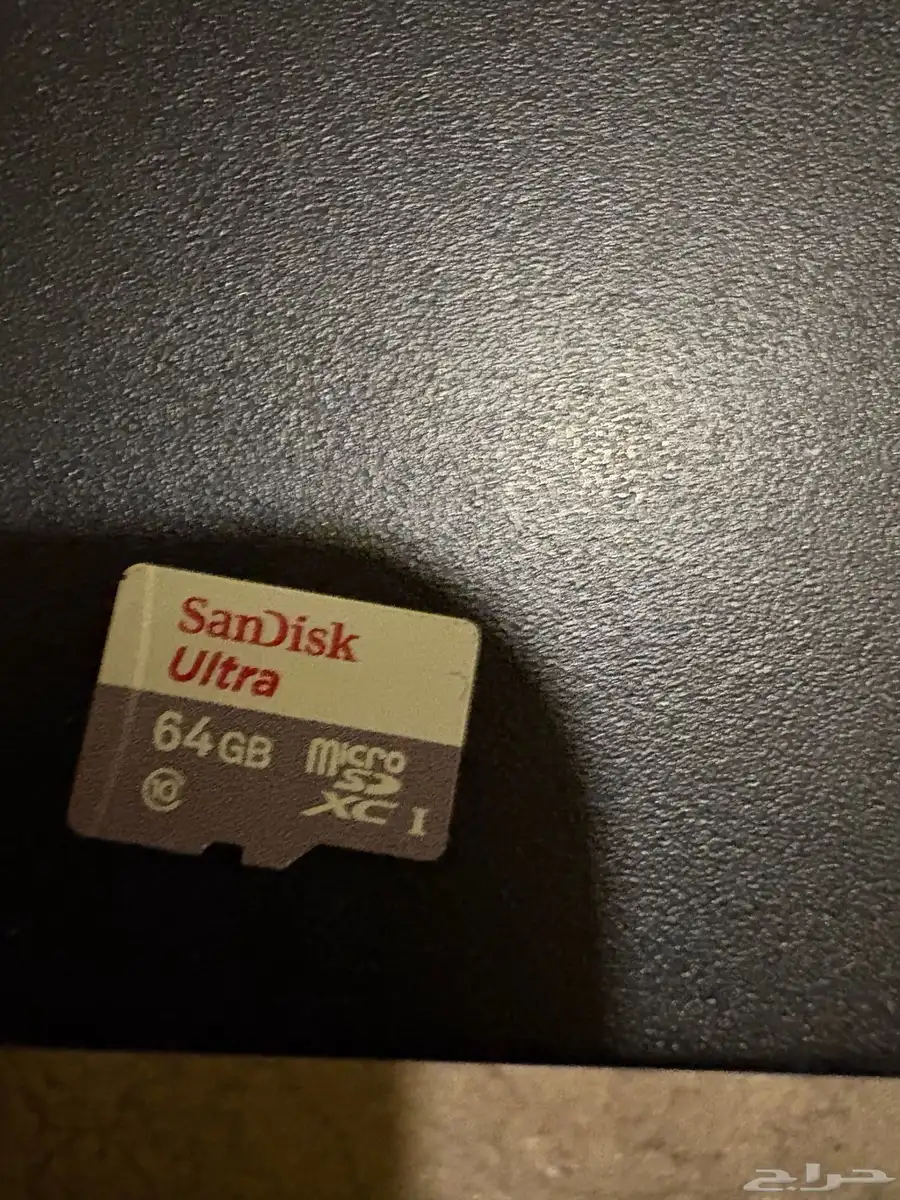 SanDisk
Ultra
64GB
micro
SD
XC I
10
حراج